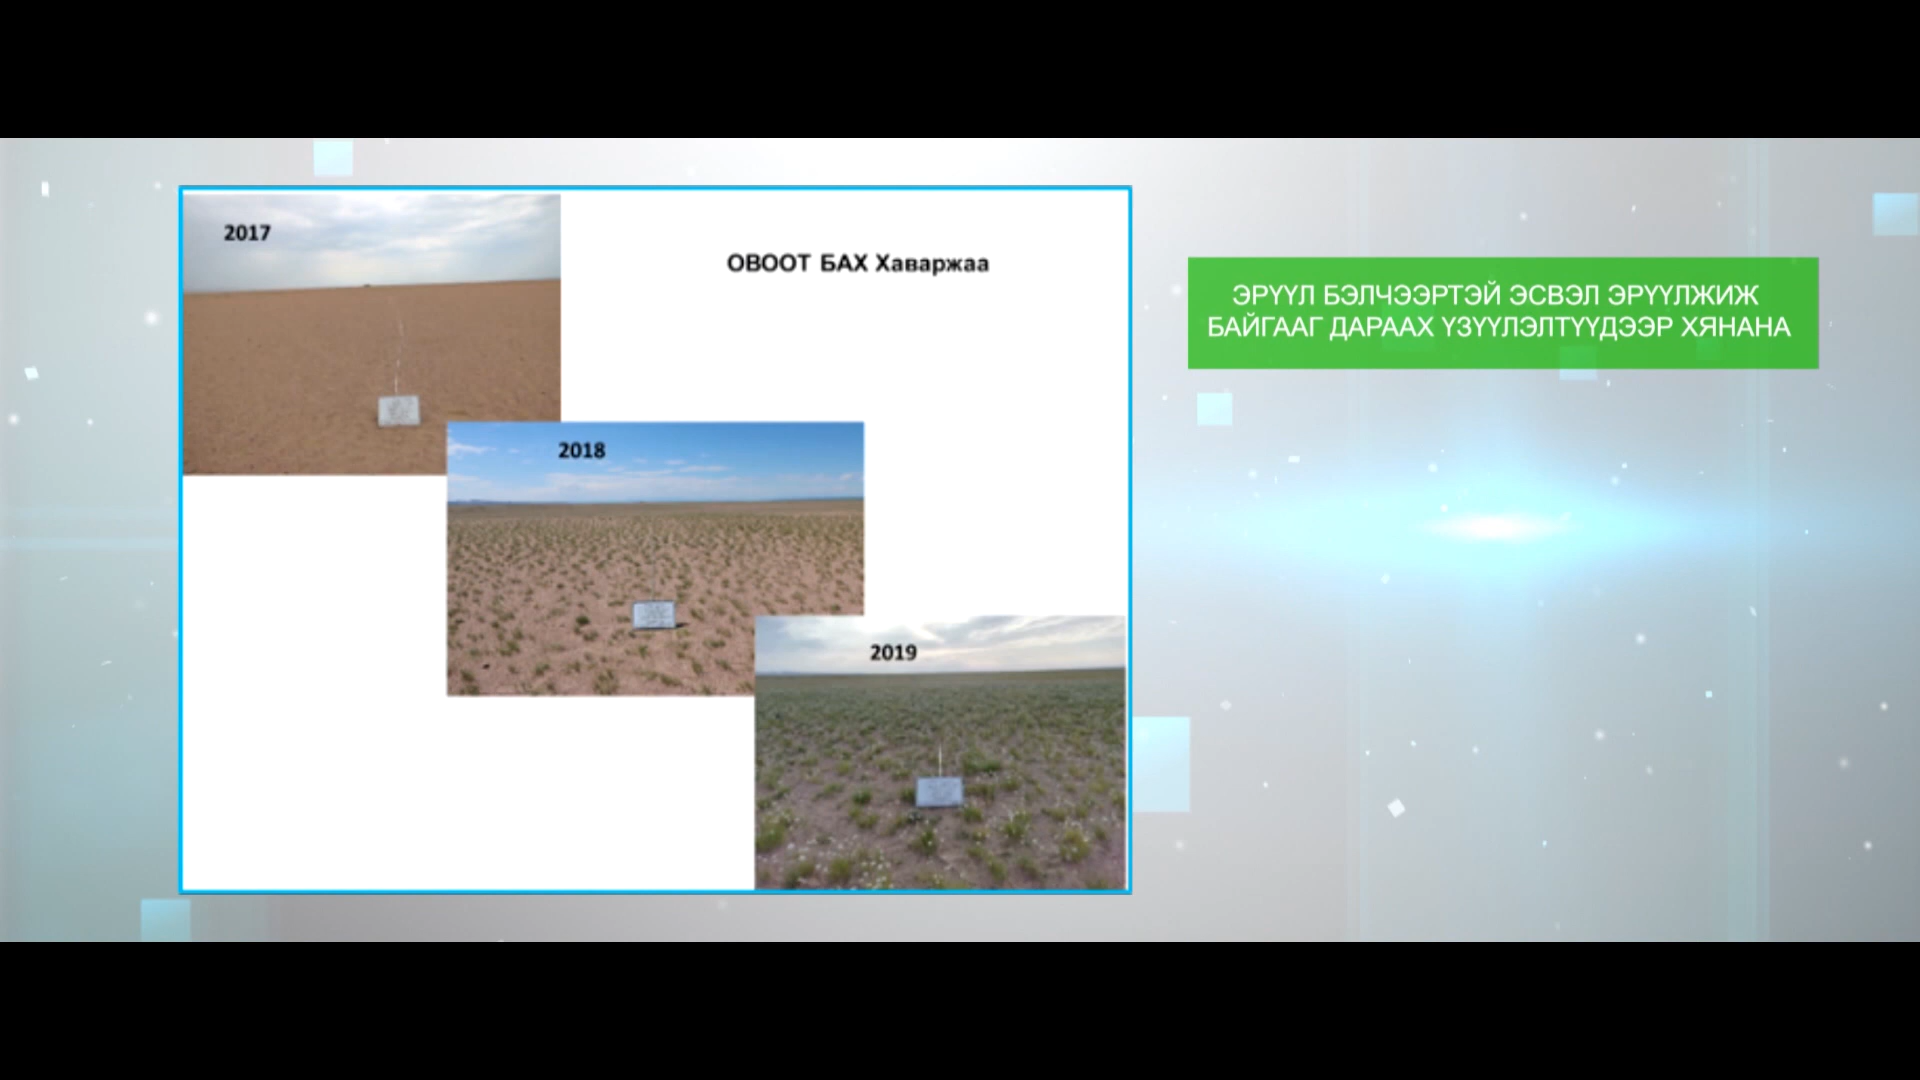 2017
ОВООТ БАХ Хаваржаа
ЭРҮҮЛ БЭЛЧЭЭРТЭЙ ЭСВЭЛ ЭРҮҮЛЖИЖ
БАЙГААГ ДАРААХ ҮЗҮҮЛЭЛТҮҮДЭЭР ХЯНАНА
2018
2019